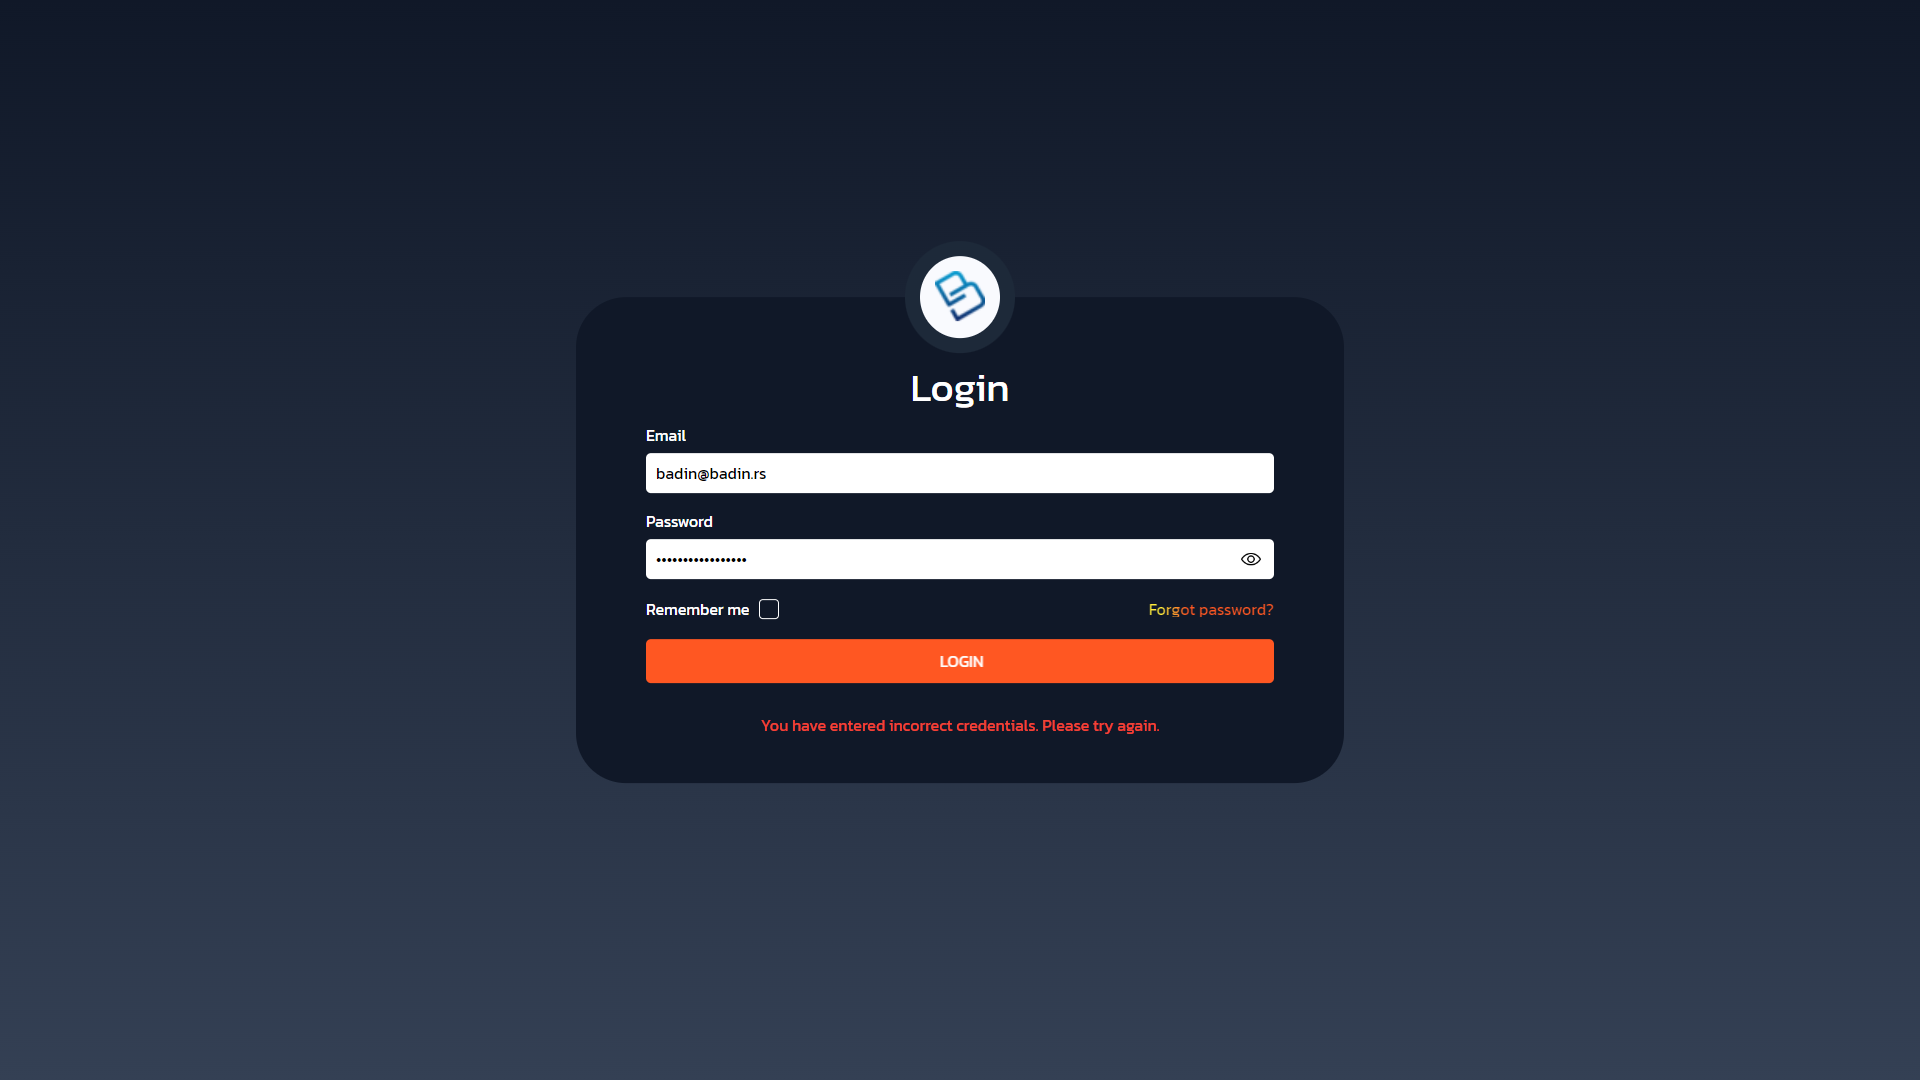 Login
Email
badin@badin.rs
Password
••••••••••••••••• 
Remember me
Forgot password?
LOGIN
You have entered incorrect credentials. Please try again.